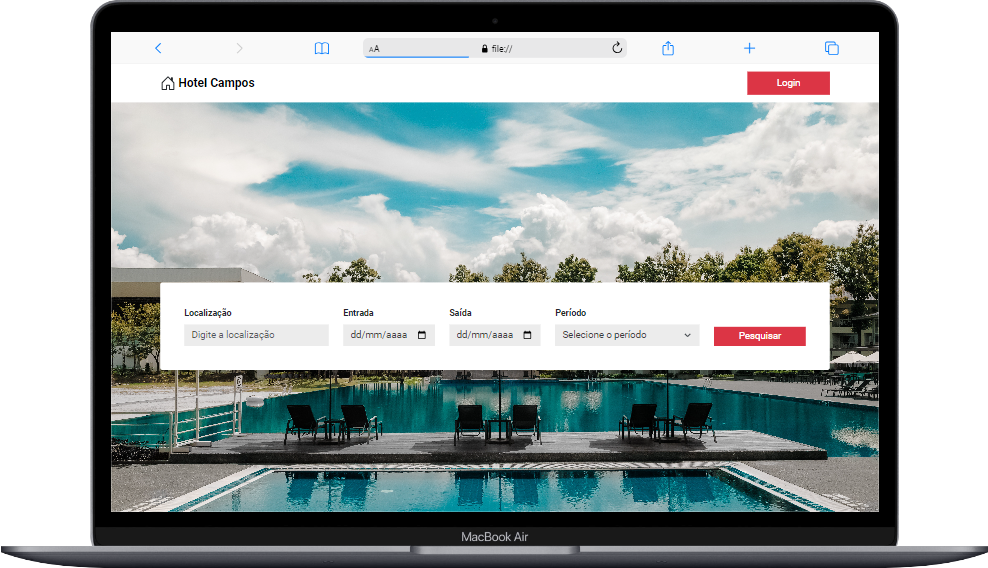 AA file://
Hotel Campos
Login
Localização
Entrada
Saída
Período
Digite a localização
dd/mm/aaaa
dd/mm/aaaa
Selecione o período
Pesquisar
MacBook Air